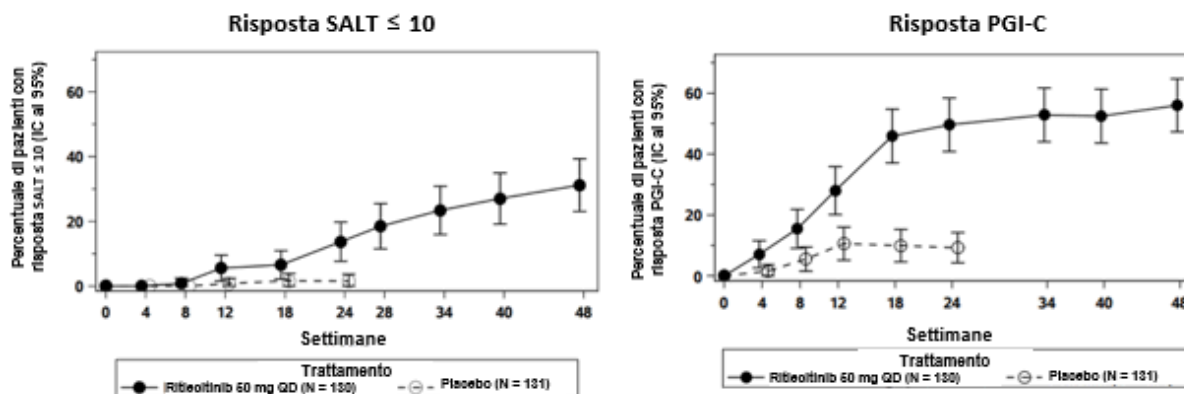 Risposta SALT ≤ 10
Percentuale di pazienti con
risposta SALT ≤ 10 (IC al 95%)
60
40
20
0
0 4 8 12 18 24 28 34 40 48
Settimane
Trattamento
Ritlecitinib 50 mg QD (N = 130) Placebo (N = 131)
Risposta PGI-C
Percentuale di pazienti con
risposta PGI-C (IC al 95%)
60
40
20
0
0 4 8 12 18 24 34 40 48
Settimane
Trattamento
Ritlecitinib 50 mg QD (N = 130) Placebo (N = 131)